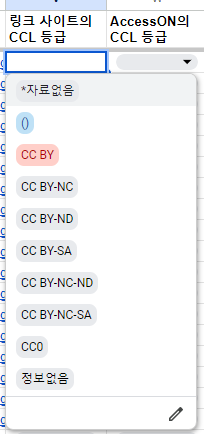 링크 사이트의 AccessON의
CCL 등급 CCL 등급
*자료없음
()
CC BY
CC BY-NC
CC BY-ND
CC BY-SA
CC BY-NC-ND
CC BY-NC-SA
CC0
정보없음